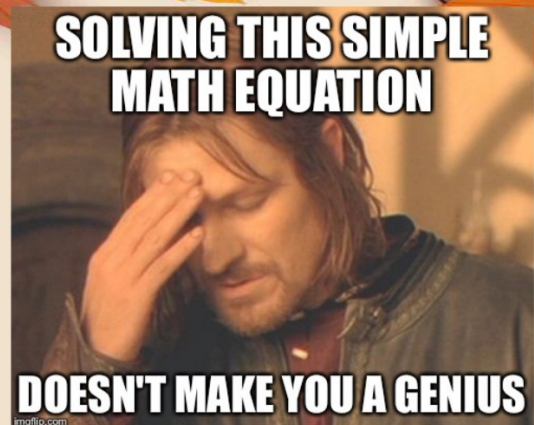 SOLVING THIS SIMPLE
MATH EQUATION
DOESN'T MAKE YOU A GENIUS
imgflip.com